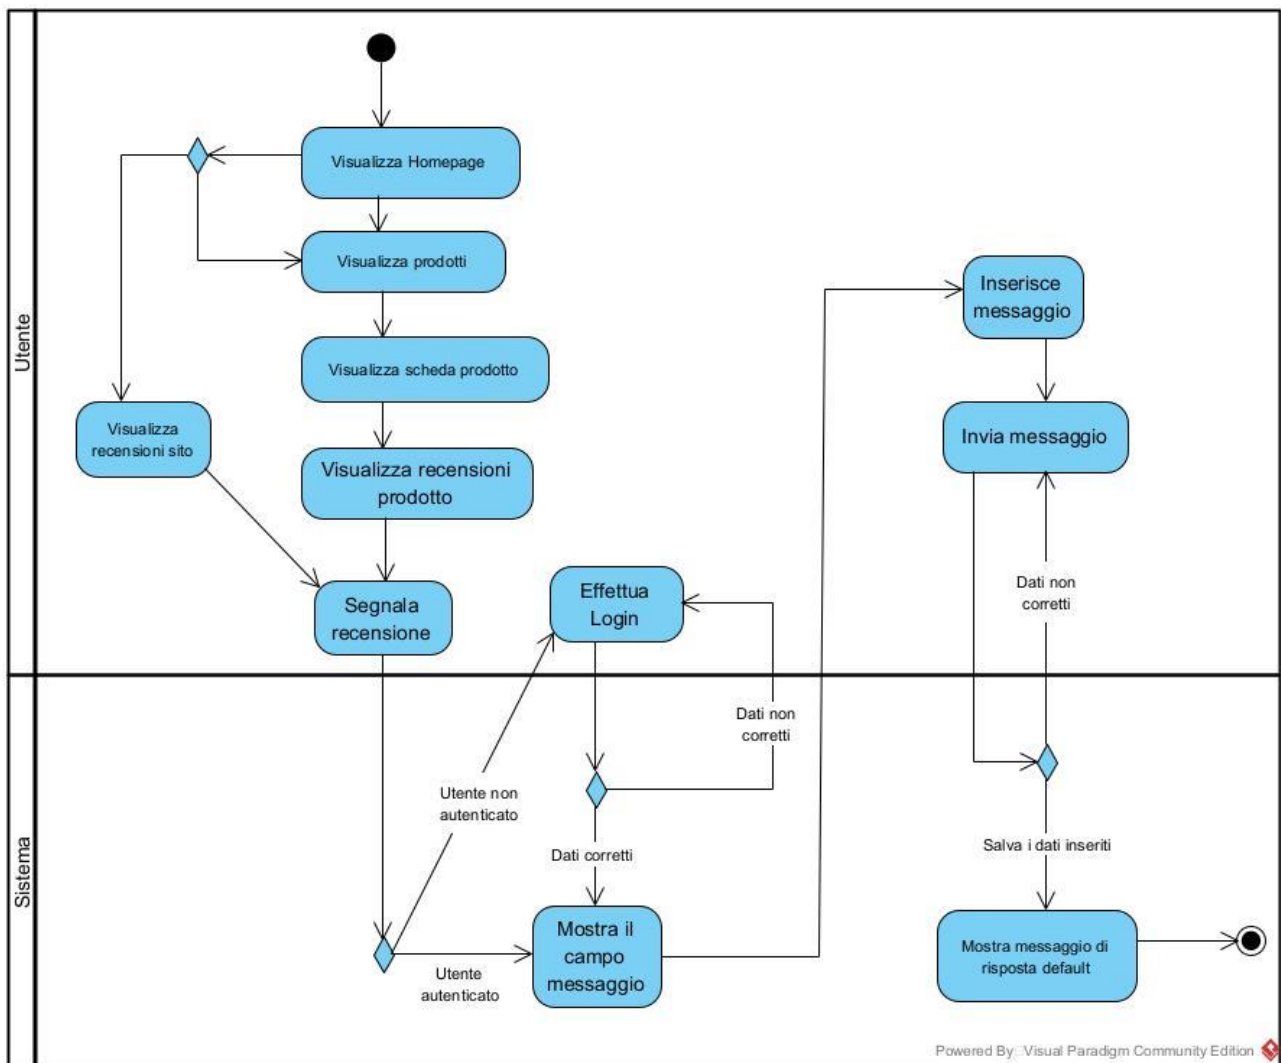 Utente
Visualizza Homepage
Visualizza prodotti
Visualizza scheda prodotto
Visualizza
recensioni sito
Visualizza recensioni
prodotto
Segnala
recensione
Effettua
Login
Inserisce
messaggio
Invia messaggio
Dati non
corretti
Sistema
Dati non
corretti
Utente non
autenticato
Dati corretti
Utente
autenticato
Mostra il
campo
messaggio
Salva i dati inseriti
Mostra messaggio di
risposta default
Powered By Visual Paradigm Community Edition